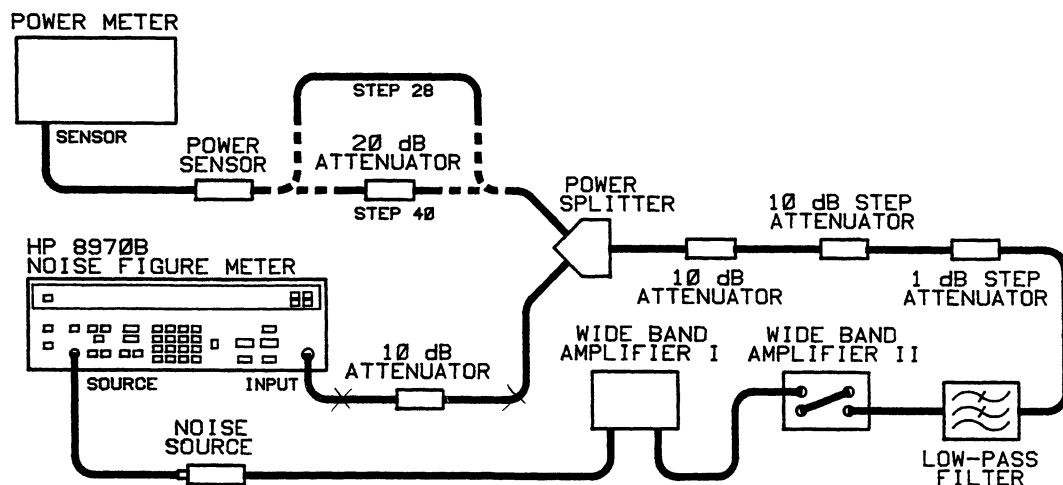 POWER METER
SENSOR
POWER
SENSOR
STEP 28
20 dB
ATTENUATOR
STEP 40
POWER
SPLITTER
10 dB STEP
ATTENUATOR
10 dB
ATTENUATOR
1 dB STEP
ATTENUATOR
HP 8970B
NOISE FIGURE METER
SOURCE
INPUT
10 dB
ATTENUATOR
WIDE BAND
AMPLIFIER I
WIDE BAND
AMPLIFIER II
NOISE
SOURCE
LOW-PASS
FILTER